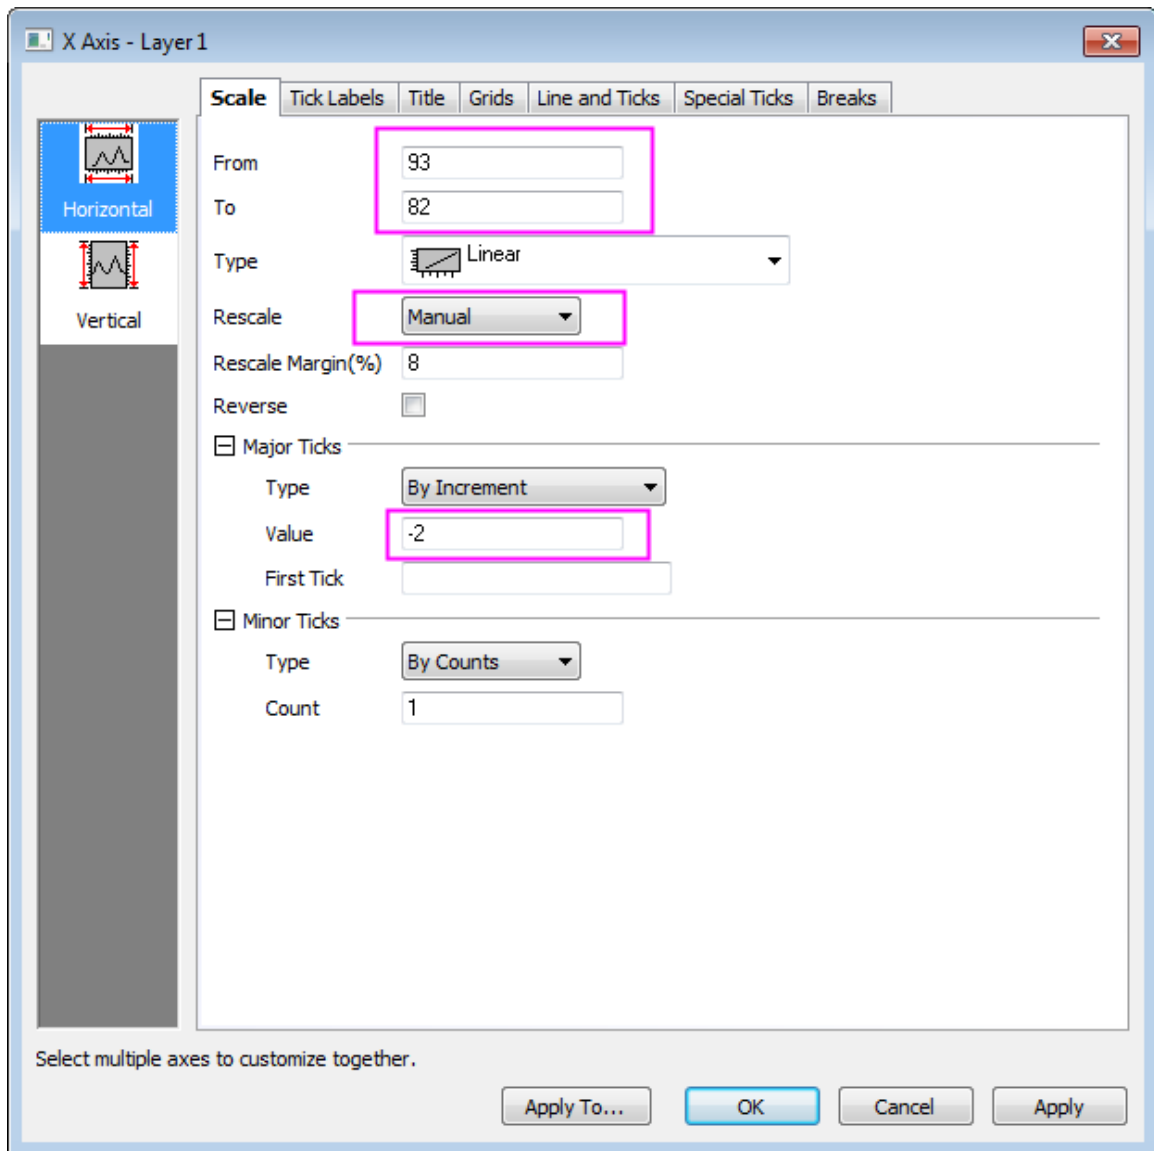 X Axis - Layer 1
Scale Tick Labels Title Grids Line and Ticks Special Ticks Breaks
Horizontal
Vertical
From 93
To 82
Type Linear
Rescale Manual
Rescale Margin(%) 8
Reverse
Major Ticks
Type By Increment
Value -2
First Tick
Minor Ticks
Type By Counts
Count 1
Select multiple axes to customize together.
Apply To... OK Cancel Apply